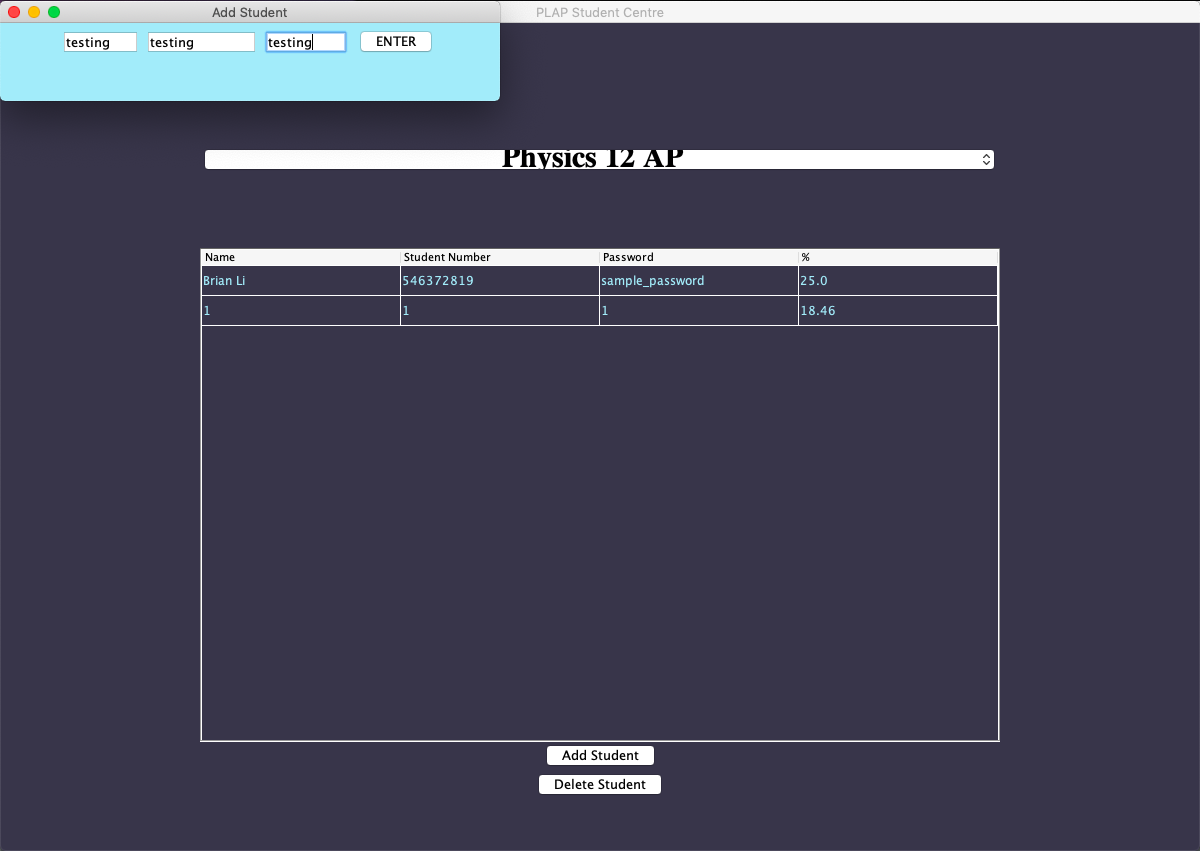 Add Student
PLAP Student Centre
testing testing testing ENTER
Physics 12 AP
Name Student Number Password %
Brian Li 546372819 sample_password 25.0
1 1 1 18.46
Add Student
Delete Student